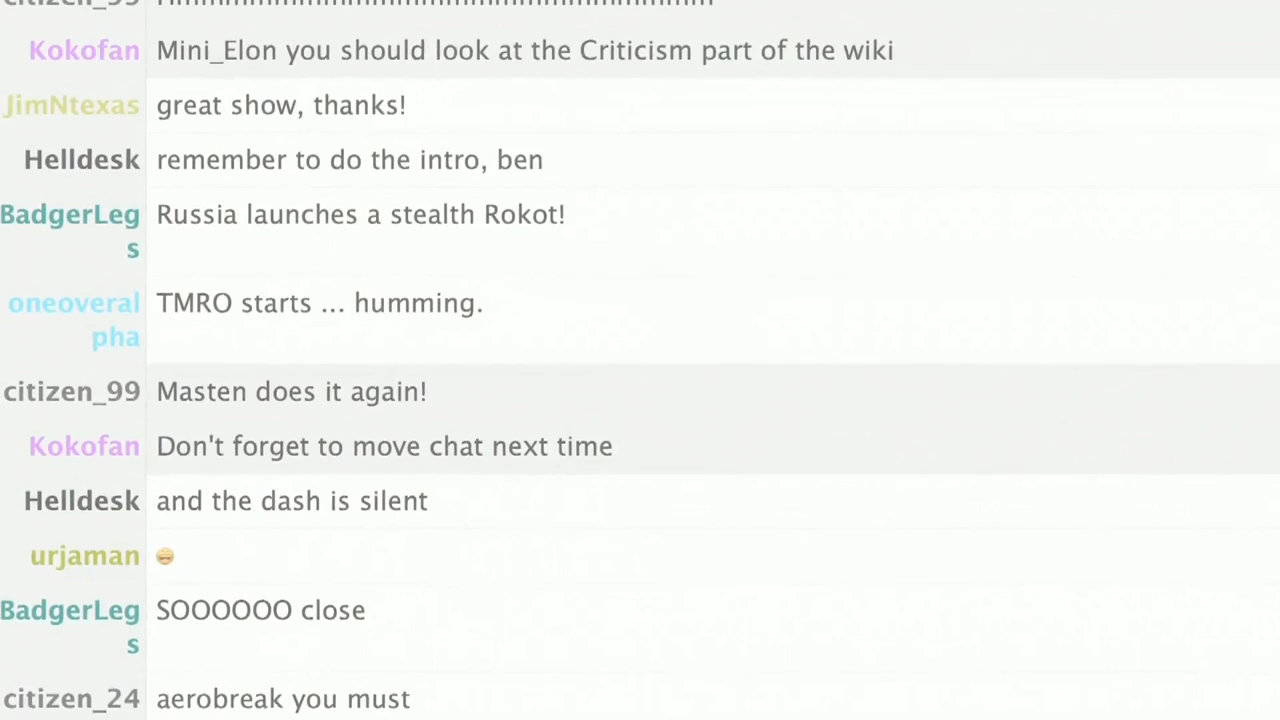 Kokofan Mini_Elon you should look at the Criticism part of the wiki
JimNtexas great show, thanks!
Helldesk remember to do the intro, ben
BadgerLeg Russia launches a stealth Rokot!
s
oneoveral TMRO starts ... humming.
pha
citizen_99 Masten does it again!
Kokofan Don't forget to move chat next time
Helldesk and the dash is silent
urjaman
BadgerLeg SOOOOOO close
s
citizen_24 aerobreak you must